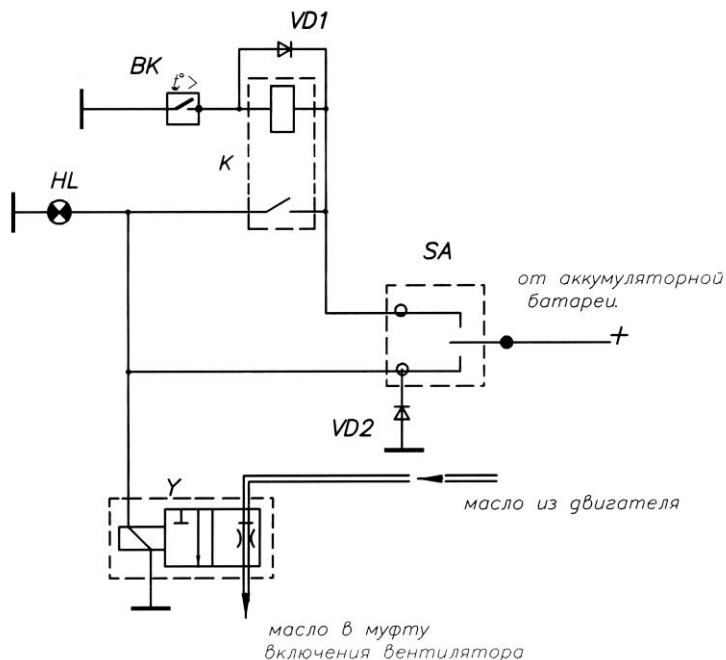 VD1
BK
t°>
K
HL
SA
от аккумуляторной
батареи.
+
VD2
Y
масло из двигателя
масло в муфту
включения вентилятора